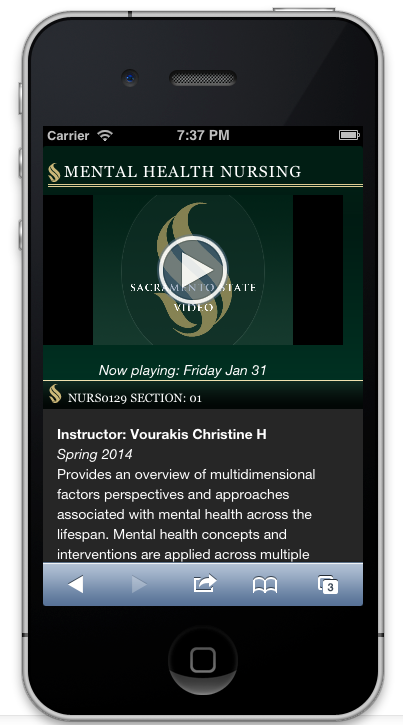 Carrier 7:37 PM
MENTAL HEALTH NURSING
SACRAMENTO STATE
VIDEO
Now playing: Friday Jan 31
NURS0129 SECTION: 01
Instructor: Vourakis Christine H
Spring 2014
Provides an overview of multidimensional
factors perspectives and approaches
associated with mental health across the
lifespan. Mental health concepts and
interventions are applied across multiple
3